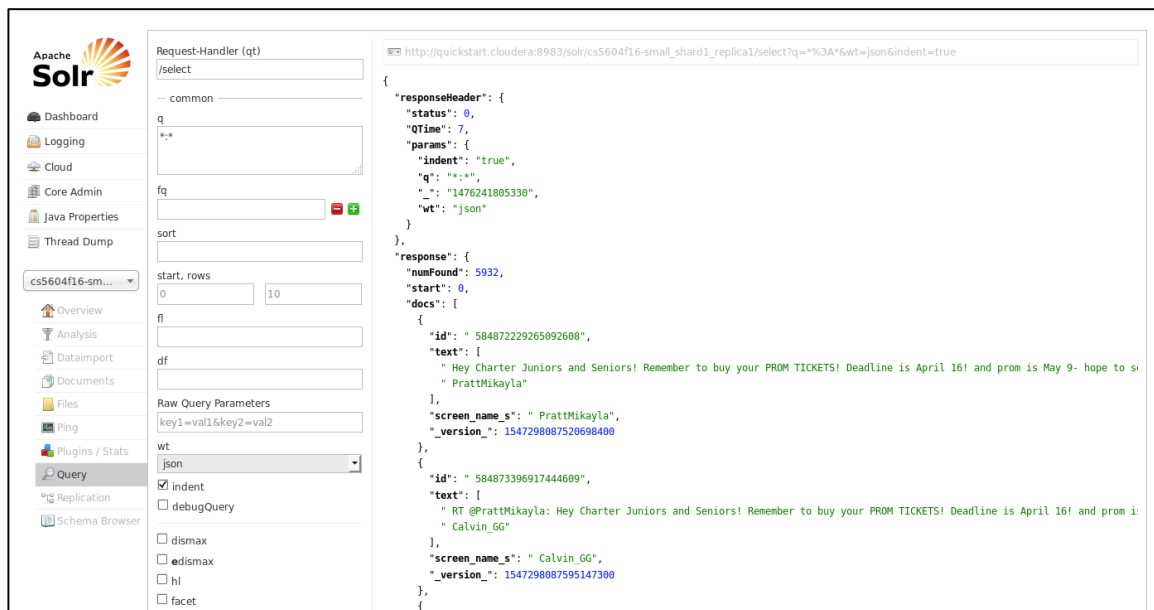 Apache
Solr
Dashboard
Logging
Cloud
Core Admin
Java Properties
Thread Dump
cs5604f16-sm...
Overview
Analysis
Dataimport
Documents
Files
Ping
Plugins / Stats
Query
Replication
Schema Browser
Request-Handler (qt)
/select
common
q
*:*
fq
sort
start, rows
0 10
fl
df
Raw Query Parameters
key1=val1&key2=val2
wt
json
indent
debugQuery
dismax
edismax
hl
facet
http://quickstart.cloudera:8983/solr/cs5604f16-small_shard1_replica1/select?q=*%3A*&wt=json&indent=true
{
"responseHeader": {
"status": 0,
"QTime": 7,
"params": {
"indent": "true",
"q": "*:*",
"_": "1476241805330",
"wt": "json"
}
},
"response": {
"numFound": 5932,
"start": 0,
"docs": [
{
"id": " 584872229265092608",
"text": [
" Hey Charter Juniors and Seniors! Remember to buy your PROM TICKETS! Deadline is April 16! and prom is May 9- hope to s
" PrattMikayla"
],
"screen_name_s": " PrattMikayla",
"_version_": 1547298087520698400
},
{
"id": " 584873396917444609",
"text": [
" RT @PrattMikayla: Hey Charter Juniors and Seniors! Remember to buy your PROM TICKETS! Deadline is April 16! and prom i
" Calvin_GG"
],
"screen_name_s": " Calvin_GG",
"_version_": 1547298087595147300
},
{